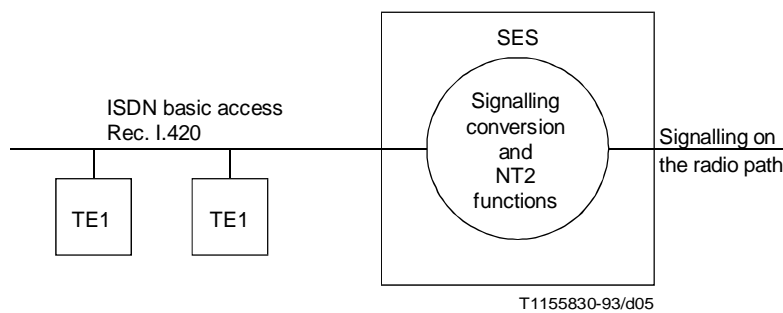 SES
ISDN basic access
Rec. I.420
Signalling
conversion
and
NT2
functions
Signalling on
the radio path
TE1
TE1
T1155830-93/d05